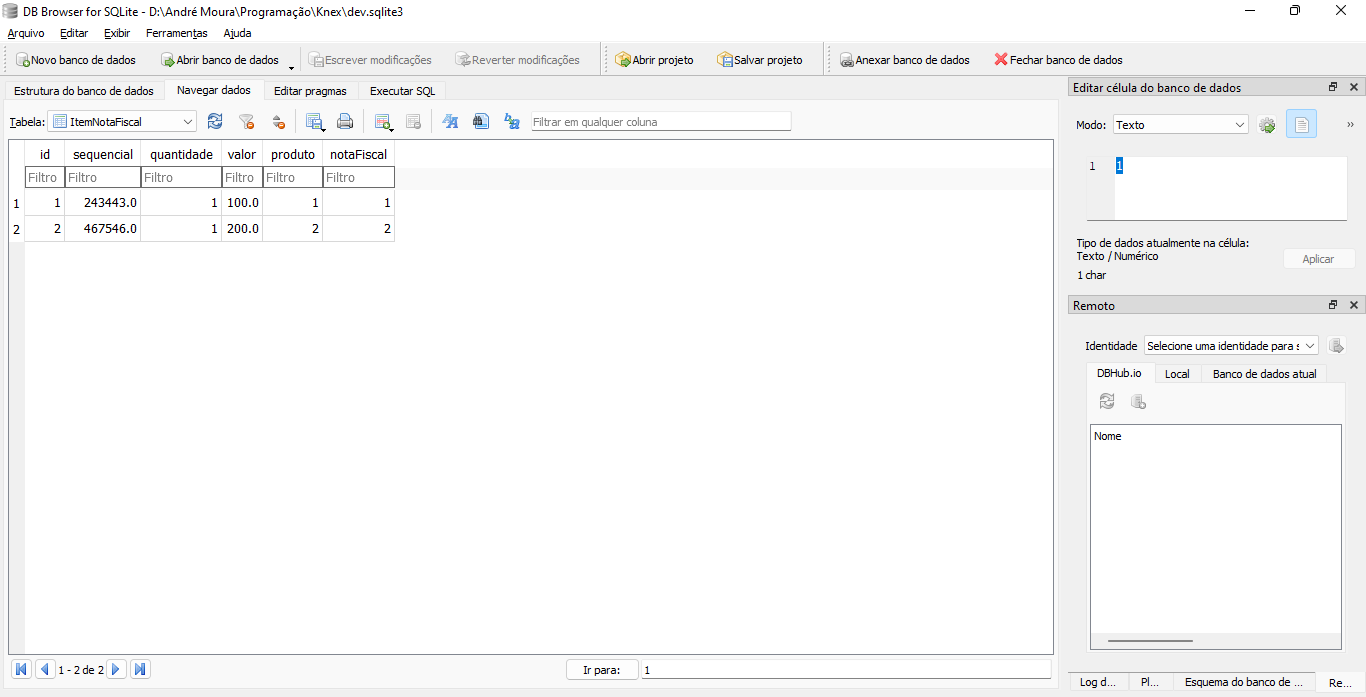 DB Browser for SQLite - D:\André Moura\Programação\Knex\dev.sqlite3
Arquivo Editar Exibir Ferramentas Ajuda
Novo banco de dados Abrir banco de dados Escrever modificações Reverter modificações Abrir projeto Salvar projeto Anexar banco de dados Fechar banco de dados
Estrutura do banco de dados Navegar dados Editar pragmas Executar SQL
Tabela: ItemNotaFiscal Filtrar em qualquer coluna
id sequencial quantidade valor produto notaFiscal
Filtro Filtro Filtro Filtro Filtro Filtro
1 1 243443.0 1 100.0 1 1
2 2 467546.0 1 200.0 2 2
1 - 2 de 2 Ir para: 1
Editar célula do banco de dados
Modo: Texto »
1 1
Tipo de dados atualmente na célula:
Texto / Numérico
Aplicar
1 char
Remoto
Identidade Selecione uma identidade para s
DBHub.io Local Banco de dados atual
Nome
Log d... Pl... Esquema do banco de ... Re...